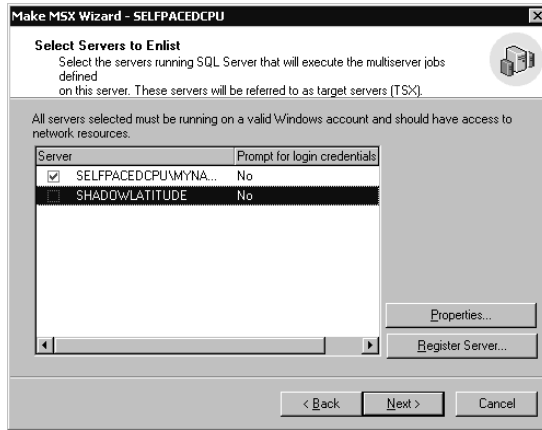 Make MSX Wizard - SELFPACEDCPU
Select Servers to Enlist
Select the servers running SQL Server that will execute the multiserver jobs
defined
on this server. These servers will be referred to as target servers (TSX).
All servers selected must be running on a valid Windows account and should have access to
network resources.
Server Prompt for login credentials
SELFPACEDCPU\MYNA... No
SHADOWLATITUDE No
Properties...
Register Server...
< Back Next > Cancel